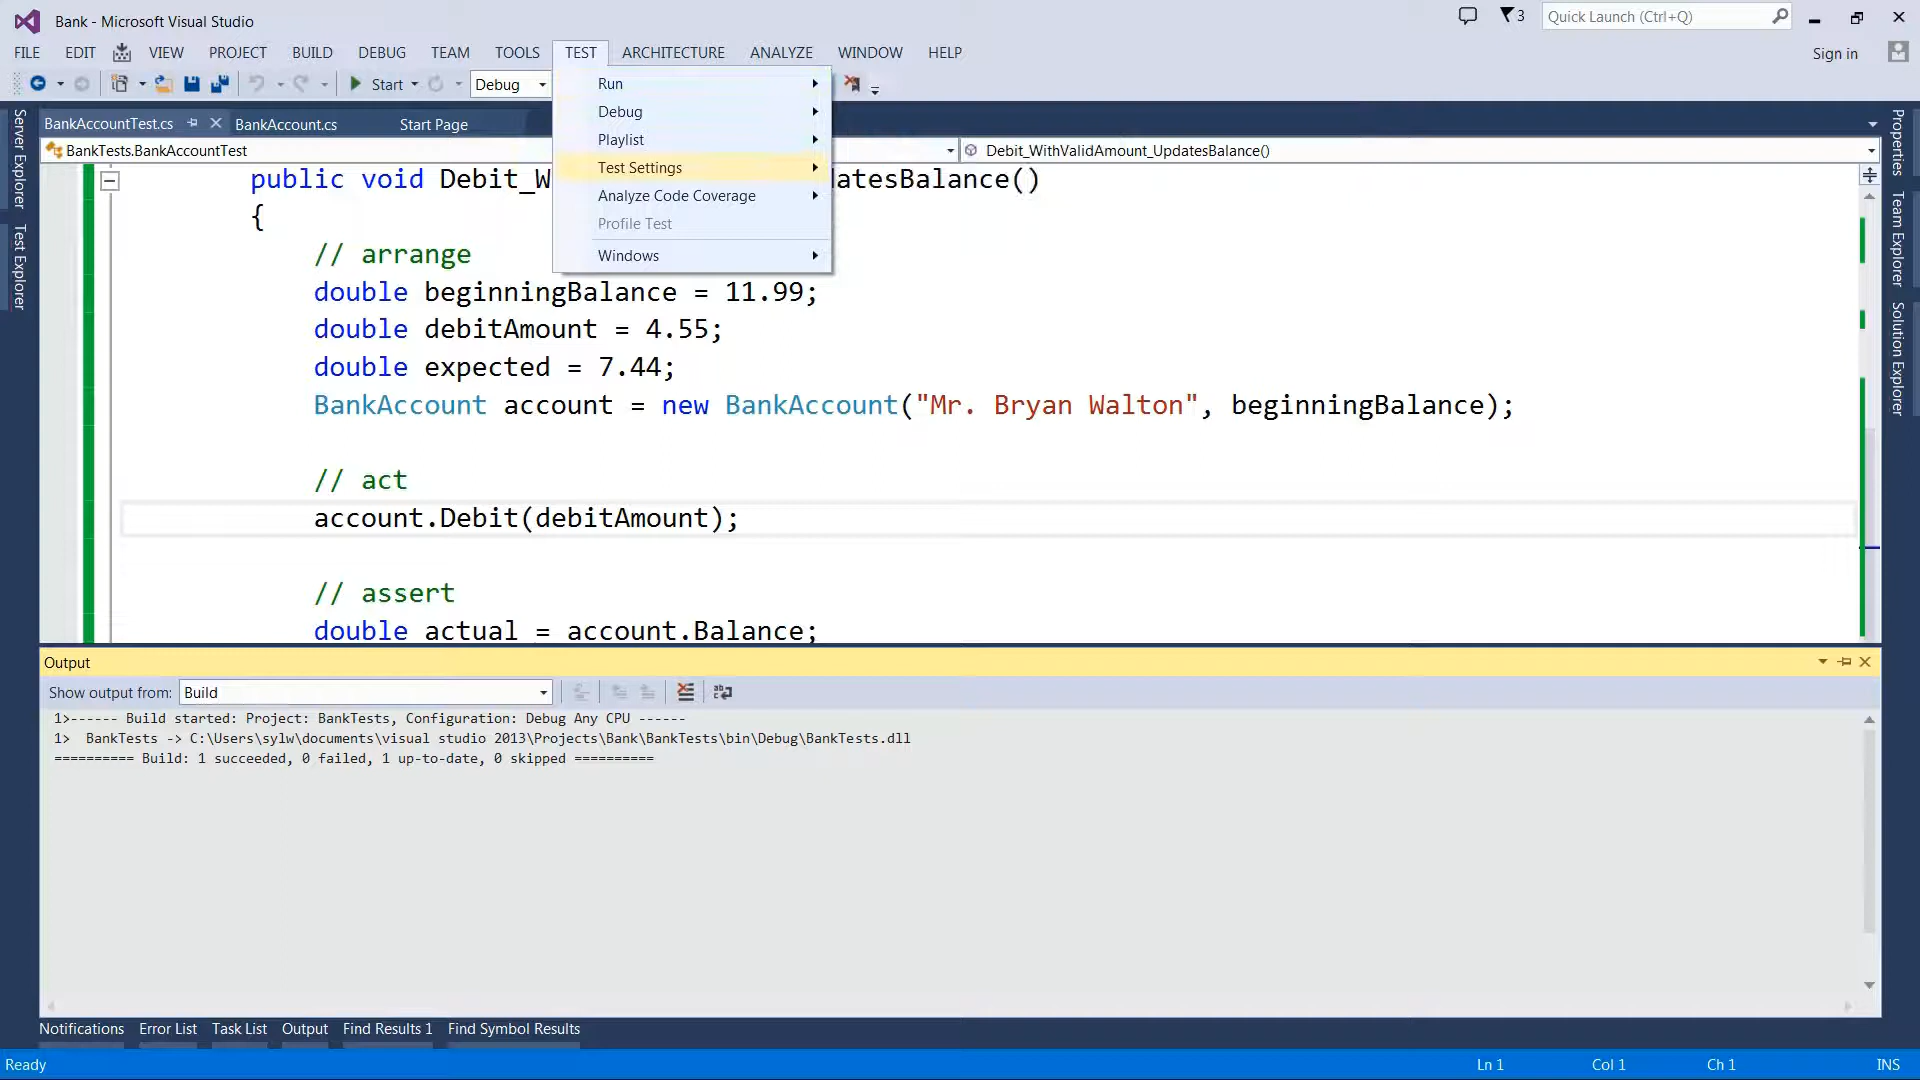 Bank - Microsoft Visual Studio
3
Quick Launch (Ctrl+Q)
FILE EDIT VIEW PROJECT BUILD DEBUG TEAM TOOLS TEST ARCHITECTURE ANALYZE WINDOW HELP
Sign in
Start Debug
Run
Debug
Playlist
Test Settings
Analyze Code Coverage
Profile Test
Windows
Server Explorer
Test Explorer
BankAccountTest.cs BankAccount.cs Start Page
BankTests.BankAccountTest Debit_WithValidAmount_UpdatesBalance()
public void Debit_W datesBalance()
{
// arrange
double beginningBalance = 11.99;
double debitAmount = 4.55;
double expected = 7.44;
BankAccount account = new BankAccount("Mr. Bryan Walton", beginningBalance);
// act
account.Debit(debitAmount);
// assert
double actual = account.Balance;
Properties
Team Explorer
Solution Explorer
Output
Show output from: Build
1>------ Build started: Project: BankTests, Configuration: Debug Any CPU ------
1>  BankTests -> C:\Users\sylw\documents\visual studio 2013\Projects\Bank\BankTests\bin\Debug\BankTests.dll
========== Build: 1 succeeded, 0 failed, 1 up-to-date, 0 skipped ==========
Notifications Error List Task List Output Find Results 1 Find Symbol Results
Ready Ln 1 Col 1 Ch 1 INS